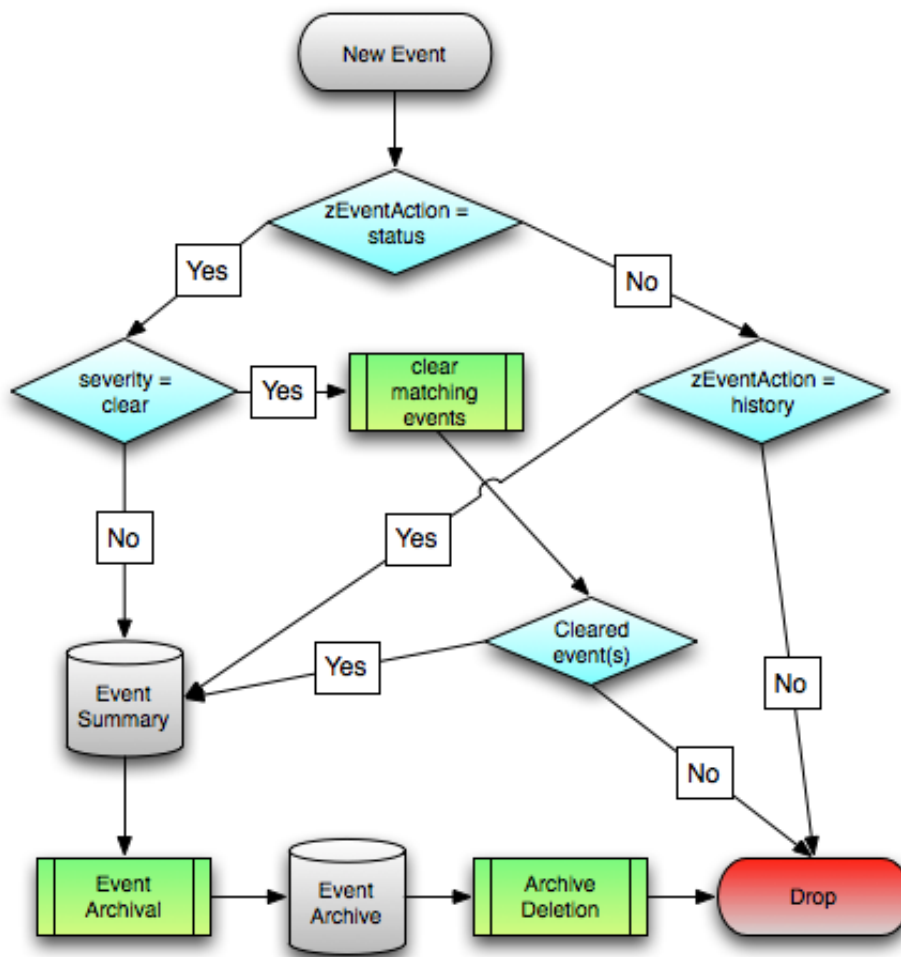 New Event
zEventAction =
status
Yes
No
severity =
clear
Yes
clear
matching
events
zEventAction =
history
No
Yes
Cleared
event(s)
Yes
No
No
Event
Summary
Event
Archival
Event
Archive
Archive
Deletion
Drop